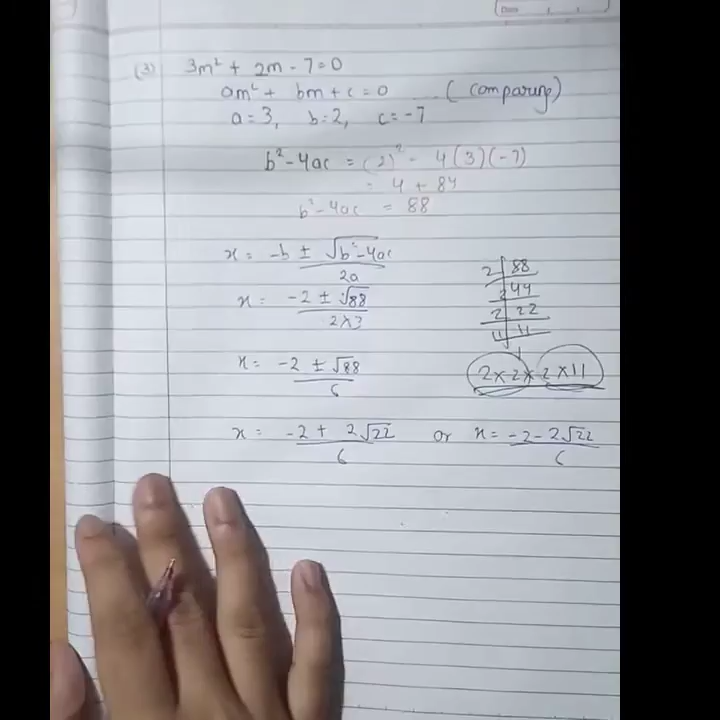 (3) 3m² + 2m - 7 = 0
am² + bm + c = 0 ... (comparing)
a = 3, b = 2, c = -7
b² - 4ac = (2)² - 4(3)(-7)
= 4 + 84
b² - 4ac = 88
x = -b ± √b² - 4ac / 2a
x = -2 ± √88 / 2×3
x = -2 ± √88 / 6
2 | 88
2 | 44
2 | 22
11 | 11
1
2×2×2×11
x = -2 + 2√22 / 6 or x = -2 - 2√22 / 6